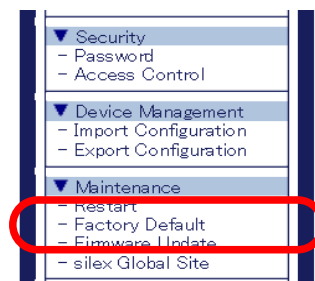 ▼ Security
- Password
- Access Control
▼ Device Management
- Import Configuration
- Export Configuration
▼ Maintenance
- Restart
- Factory Default
- Firmware Update
- silex Global Site